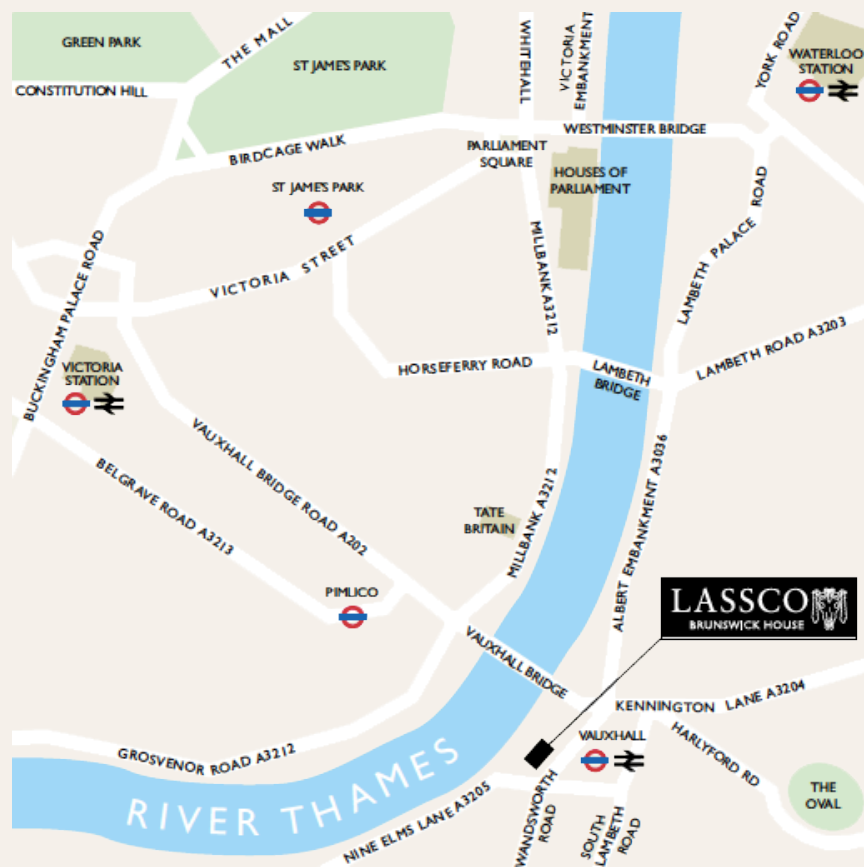 GREEN PARK
THE MALL
ST JAME'S PARK
CONSTITUTION HILL
WHITEHALL
VICTORIA
EMBANKMENT
YORK ROAD
WATERLOO
STATION
WESTMINSTER BRIDGE
BIRDCAGE WALK
PARLIAMENT
SQUARE
HOUSES OF
PARLIAMENT
ST JAME'S PARK
LAMBETH PALACE ROAD
MILLBANK A3212
VICTORIA STREET
BUCKINGHAM PALACE ROAD
VICTORIA
STATION
HORSEFERRY ROAD
LAMBETH
BRIDGE
LAMBETH ROAD A3203
VAUXHALL BRIDGE ROAD A202
BELGRAVE ROAD A3213
TATE
BRITAIN
MILLBANK A3212
ALBERT EMBANKMENT A3036
PIMLICO
LASSCO
BRUNSWICK HOUSE
VAUXHALL BRIDGE
KENNINGTON LANE A3204
VAUXHALL
HARLYFORD RD
GROSVENOR ROAD A3212
RIVER THAMES
THE
OVAL
NINE ELMS LANE A3205
WANDSWORTH
ROAD
SOUTH
LAMBETH
ROAD